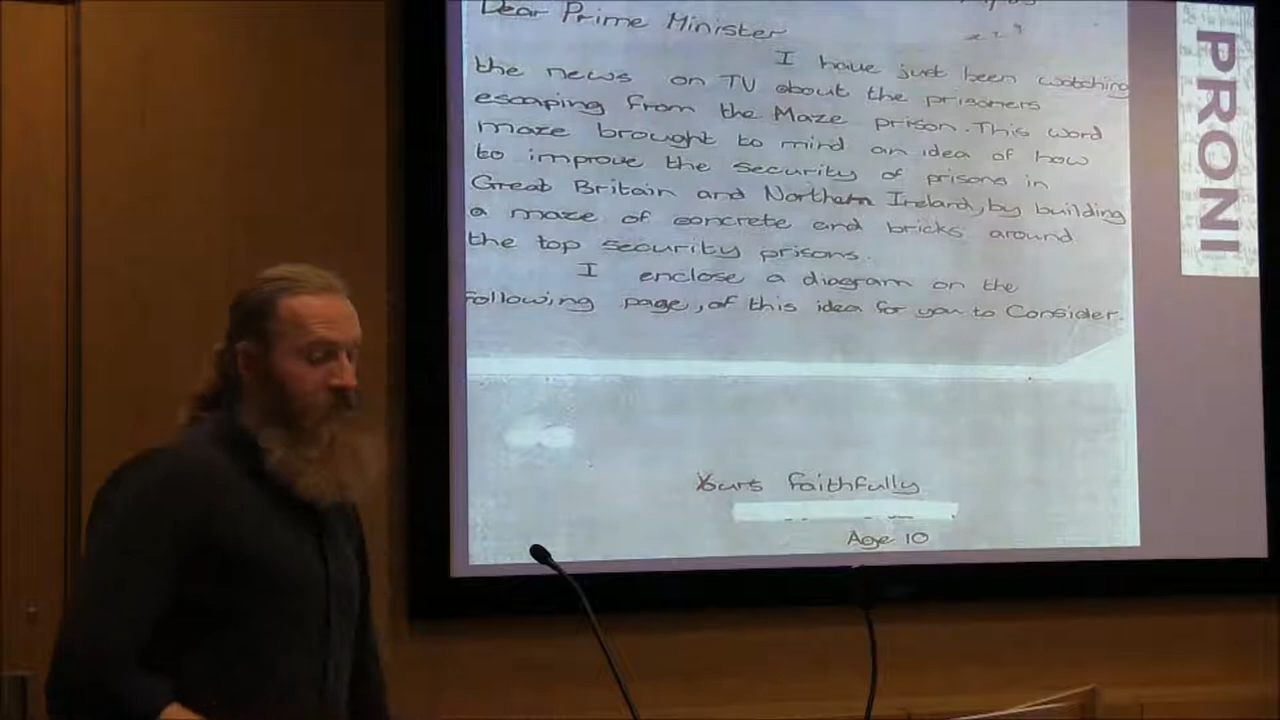 Dear Prime Minister
I have just been watching
the news on TV about the prisoners
escaping from the Maze prison. This word
maze brought to mind an idea of how
to improve the security of prisons in
Great Britain and Northern Ireland, by building
a maze of concrete and bricks around
the top security prisons.
I enclose a diagram on the
following page, of this idea for you to Consider.
Yours faithfully
Age 10
PRONI